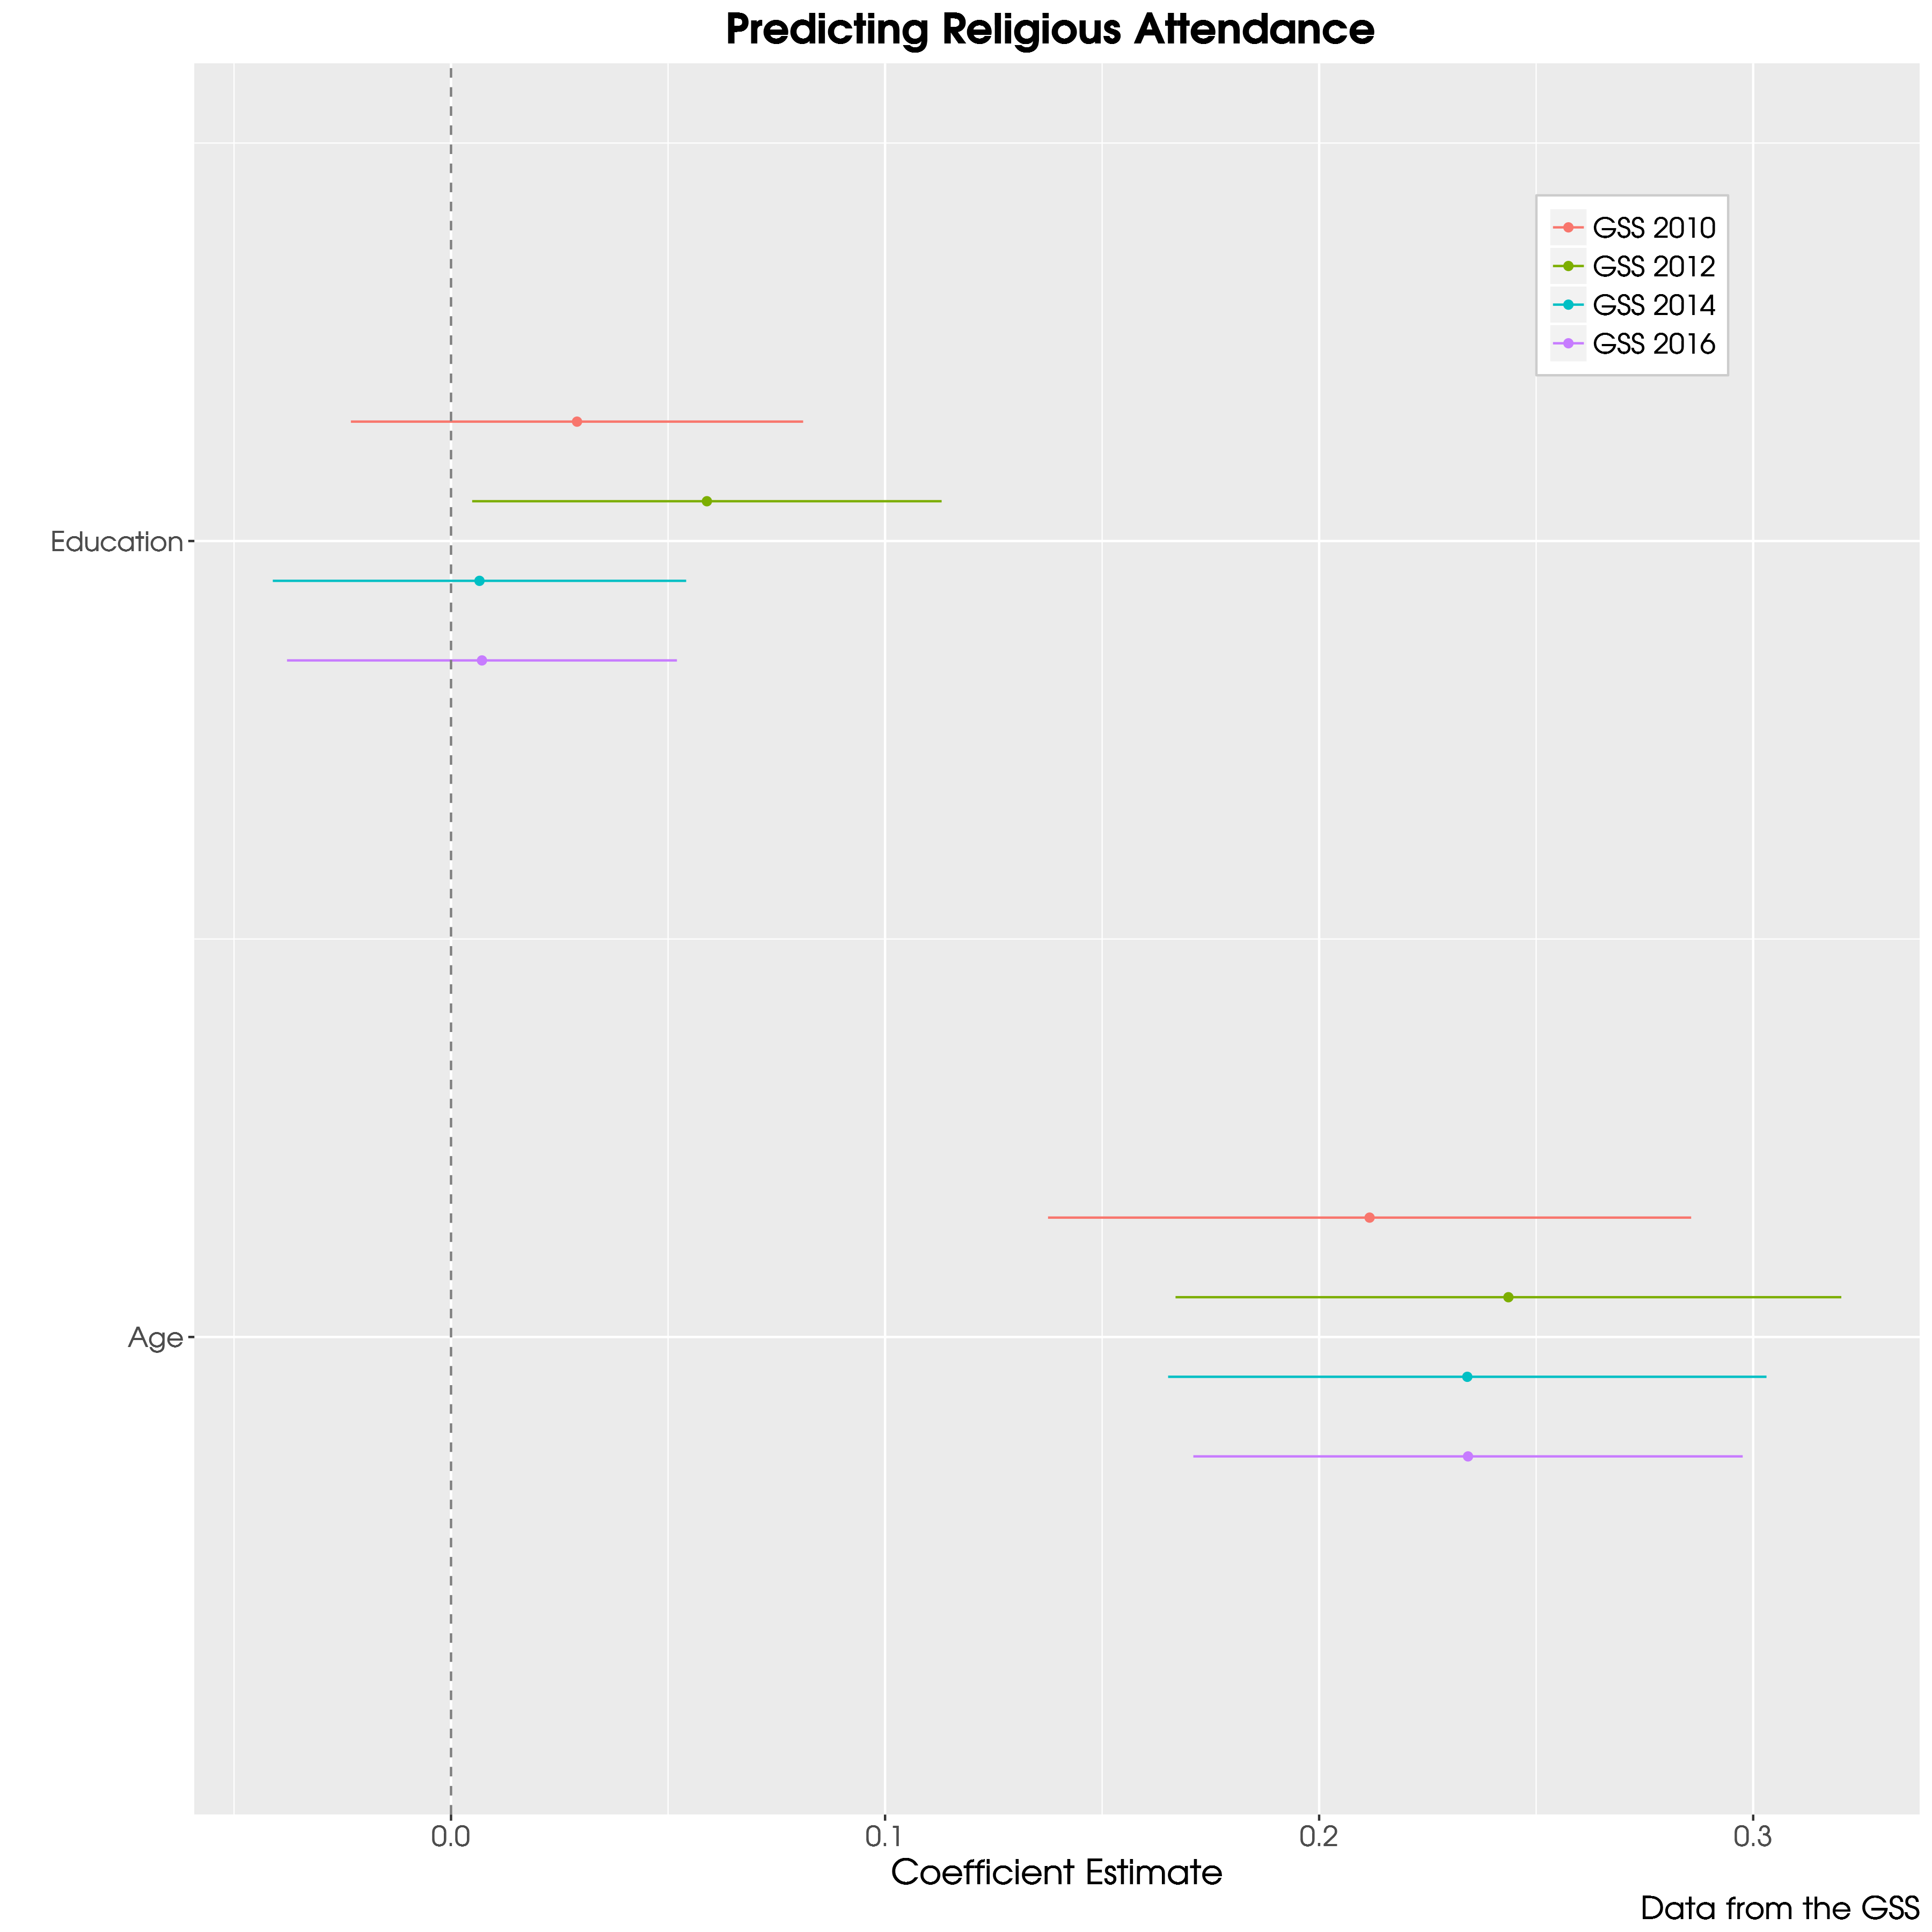 Predicting Religious Attendance
GSS 2010
GSS 2012
GSS 2014
GSS 2016
Education
Age
0.0 0.1 0.2 0.3
Coefficient Estimate
Data from the GSS